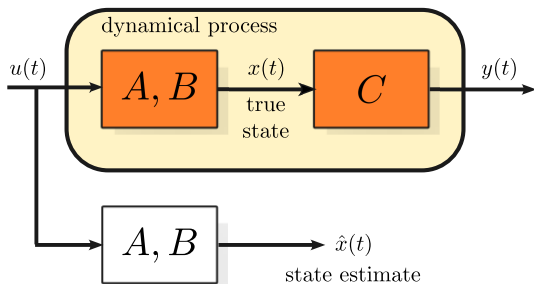 dynamical process
u(t)
A, B
x(t)
true
state
C
y(t)
A, B
x̂(t)
state estimate